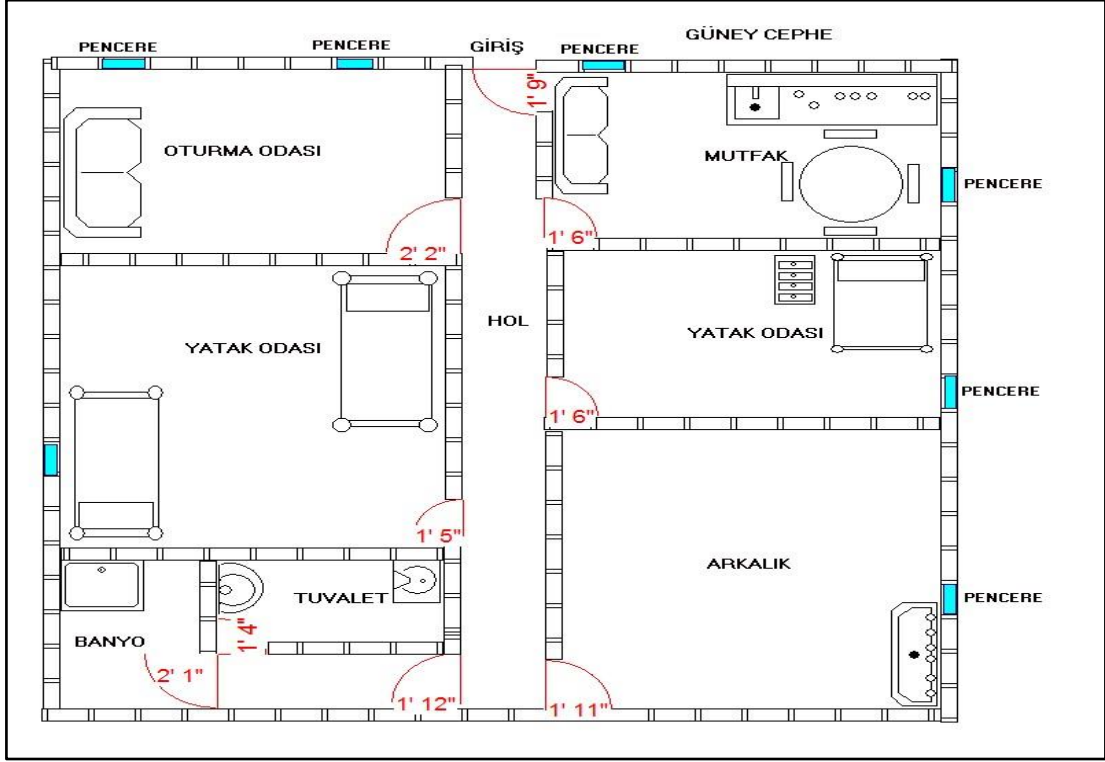 GÜNEY CEPHE
PENCERE
PENCERE
GİRİŞ
PENCERE
1' 9"
OTURMA ODASI
MUTFAK
PENCERE
2' 2"
1' 6"
HOL
YATAK ODASI
YATAK ODASI
PENCERE
1' 6"
1' 5"
ARKALIK
TUVALET
PENCERE
BANYO
1' 4"
2' 1"
1' 12"
1' 11"